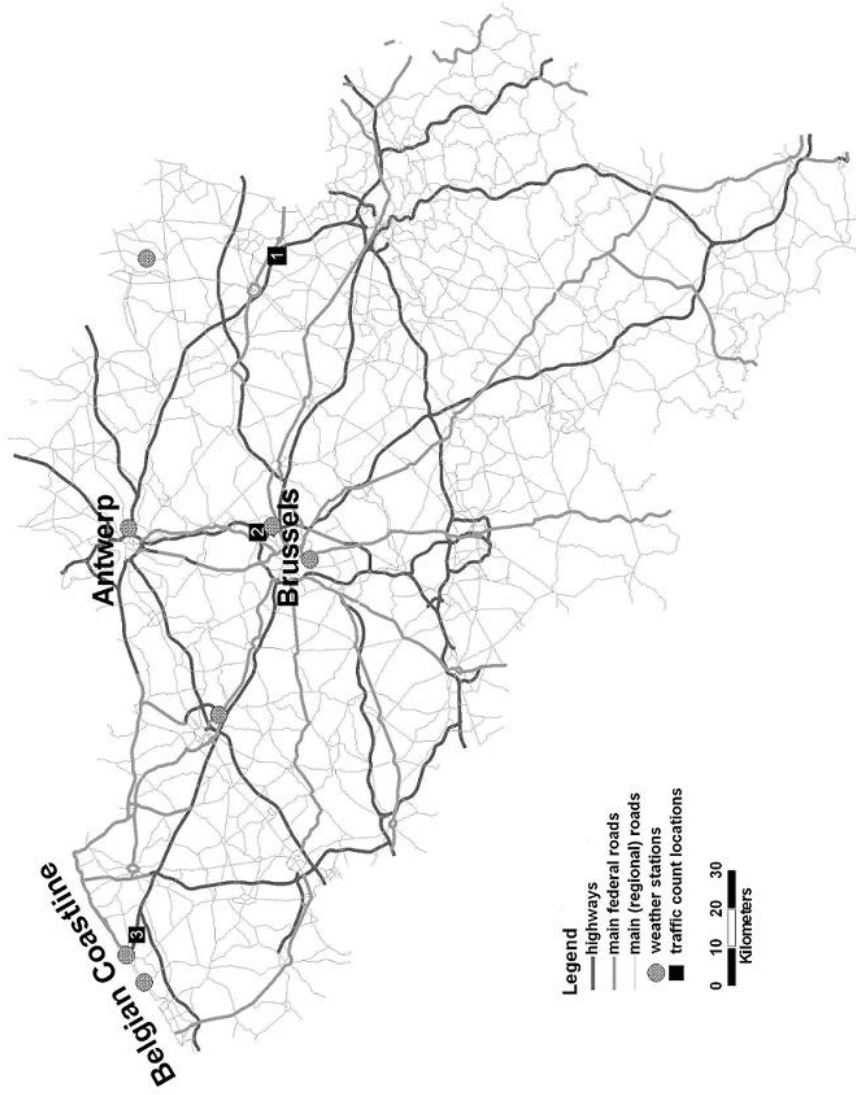 Belgian Coastline
Antwerp
Brussels
3
2
1
Legend
highways
main federal roads
main (regional) roads
weather stations
traffic count locations
0 10 20 30
Kilometers